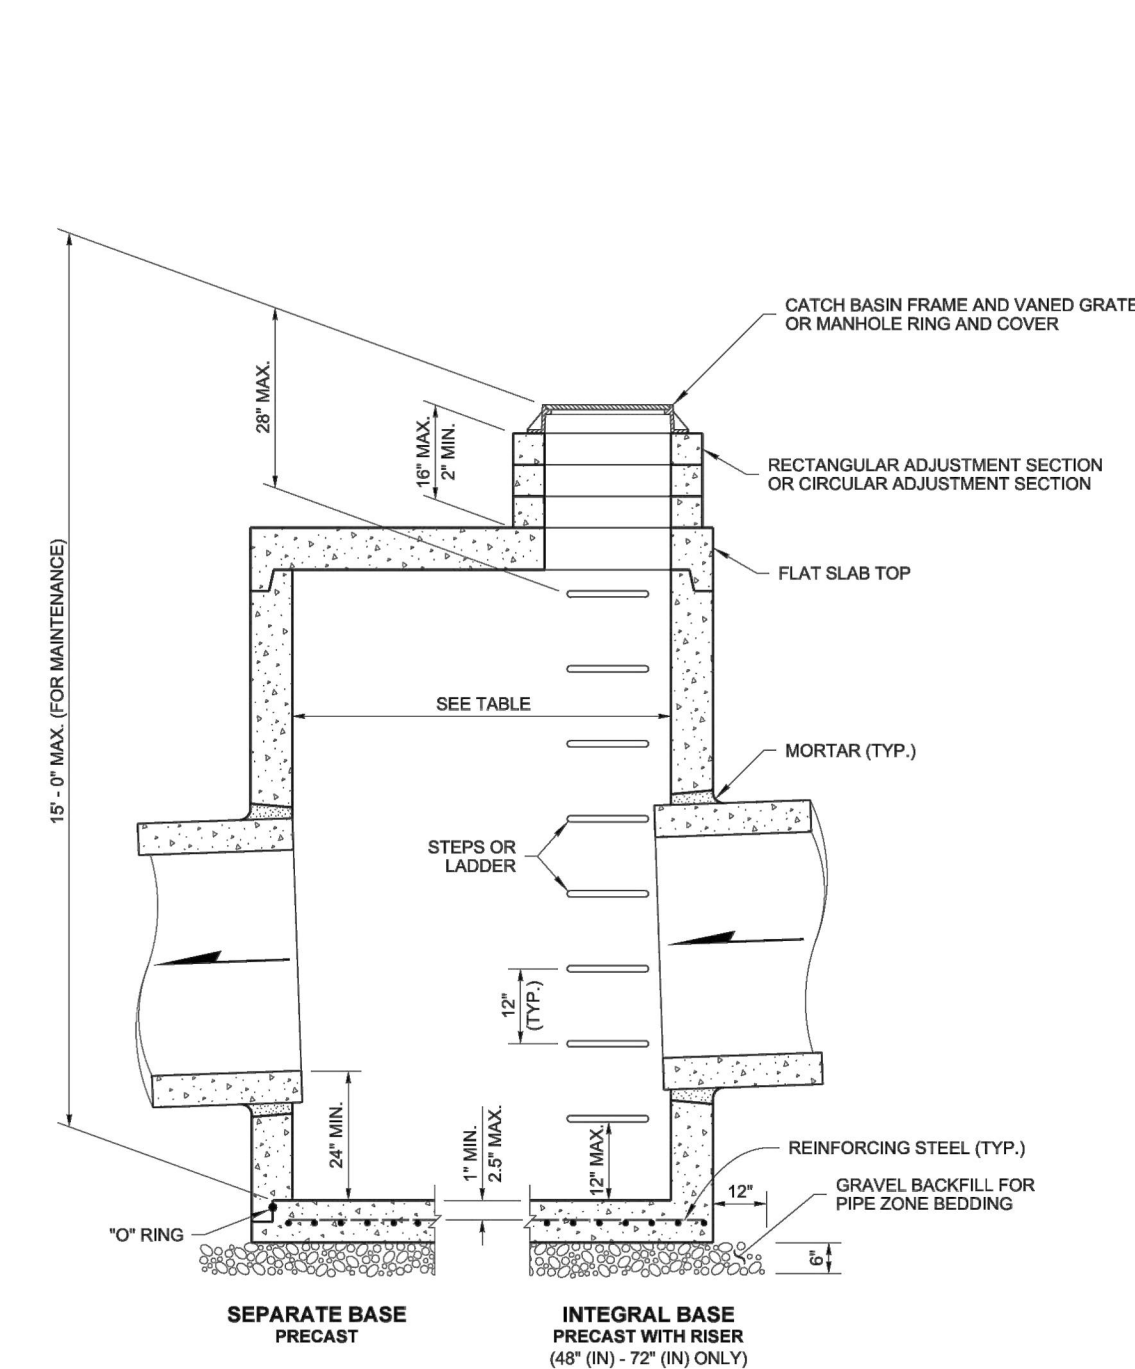 CATCH BASIN FRAME AND VANED GRATE
OR MANHOLE RING AND COVER
28" MAX.
16" MAX.
2" MIN.
RECTANGULAR ADJUSTMENT SECTION
OR CIRCULAR ADJUSTMENT SECTION
FLAT SLAB TOP
15' - 0" MAX. (FOR MAINTENANCE)
SEE TABLE
MORTAR (TYP.)
STEPS OR
LADDER
12"
(TYP.)
24" MIN.
1" MIN.
2.5" MAX.
12" MAX.
REINFORCING STEEL (TYP.)
12"
GRAVEL BACKFILL FOR
PIPE ZONE BEDDING
"O" RING
6"
SEPARATE BASE
PRECAST
INTEGRAL BASE
PRECAST WITH RISER
(48" (IN) - 72" (IN) ONLY)